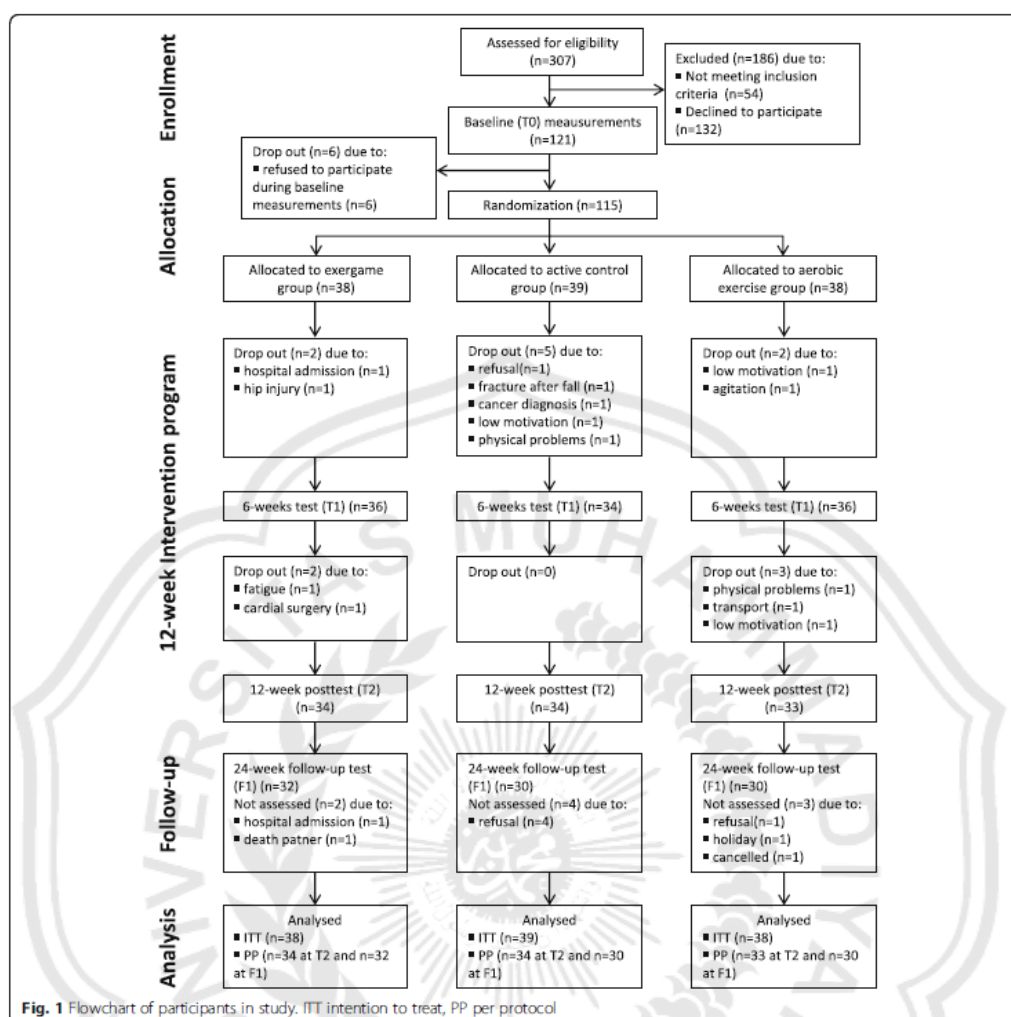 Enrollment
Assessed for eligibility
(n=307)
Excluded (n=186) due to:
▪ Not meeting inclusion
criteria (n=54)
▪ Declined to participate
(n=132)
Baseline (T0) meausurements
(n=121)
Drop out (n=6) due to:
▪ refused to participate
during baseline
measurements (n=6)
Allocation
Randomization (n=115)
Allocated to exergame
group (n=38)
Allocated to active control
group (n=39)
Allocated to aerobic
exercise group (n=38)
12-week Intervention program
Drop out (n=2) due to:
▪ hospital admission (n=1)
▪ hip injury (n=1)
Drop out (n=5) due to:
▪ refusal(n=1)
▪ fracture after fall (n=1)
▪ cancer diagnosis (n=1)
▪ low motivation (n=1)
▪ physical problems (n=1)
Drop out (n=2) due to:
▪ low motivation (n=1)
▪ agitation (n=1)
6-weeks test (T1) (n=36)
6-weeks test (T1) (n=34)
6-weeks test (T1) (n=36)
Drop out (n=2) due to:
▪ fatigue (n=1)
▪ cardial surgery (n=1)
Drop out (n=0)
Drop out (n=3) due to:
▪ physical problems (n=1)
▪ transport (n=1)
▪ low motivation (n=1)
12-week posttest (T2)
(n=34)
12-week posttest (T2)
(n=34)
12-week posttest (T2)
(n=33)
Follow-up
24-week follow-up test
(F1) (n=32)
Not assessed (n=2) due to:
▪ hospital admission (n=1)
▪ death patner (n=1)
24-week follow-up test
(F1) (n=30)
Not assessed (n=4) due to:
▪ refusal (n=4)
24-week follow-up test
(F1) (n=30)
Not assessed (n=3) due to:
▪ refusal(n=1)
▪ holiday (n=1)
▪ cancelled (n=1)
Analysis
Analysed
▪ ITT (n=38)
▪ PP (n=34 at T2 and n=32
at F1)
Analysed
▪ ITT (n=39)
▪ PP (n=34 at T2 and n=30
at F1)
Analysed
▪ ITT (n=38)
▪ PP (n=33 at T2 and n=30
at F1)
Fig. 1 Flowchart of participants in study. ITT intention to treat, PP per protocol